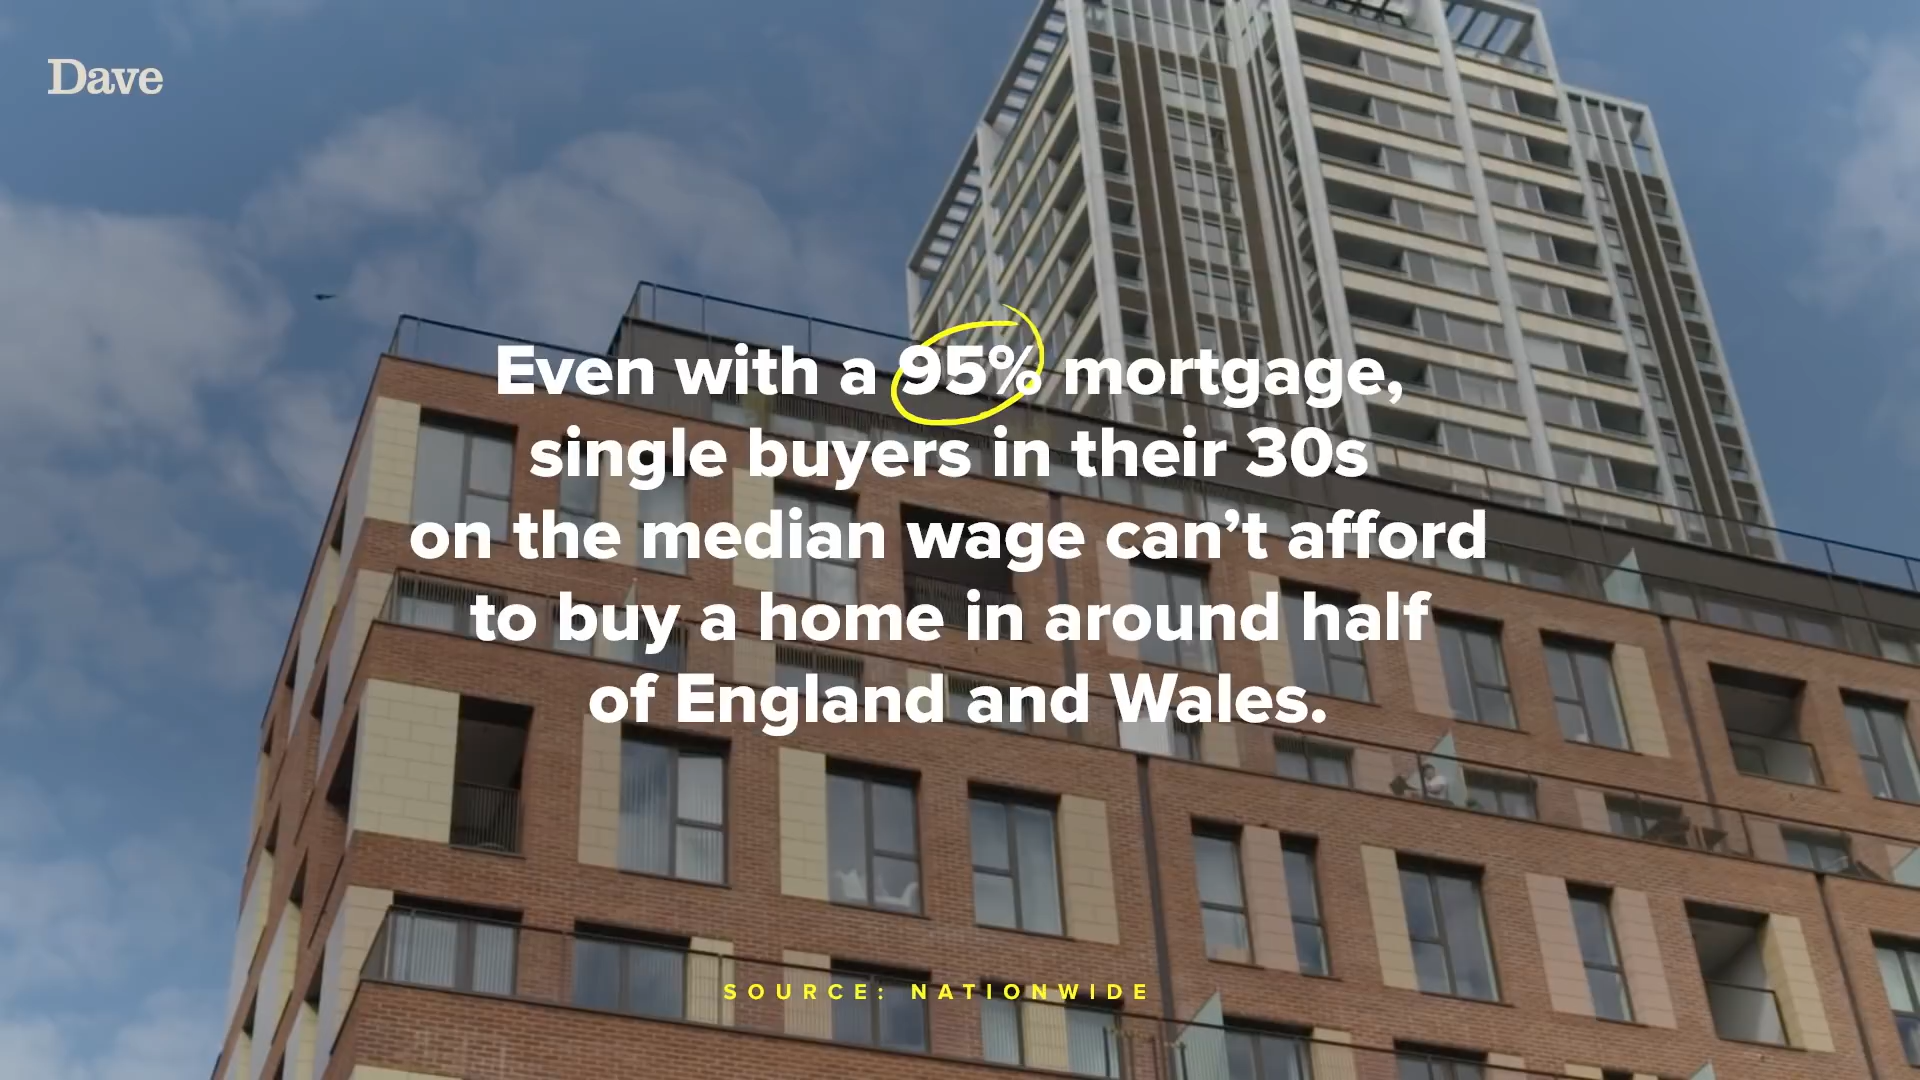 Dave
Even with a 95% mortgage,
single buyers in their 30s
on the median wage can’t afford
to buy a home in around half
of England and Wales.
SOURCE: NATIONWIDE